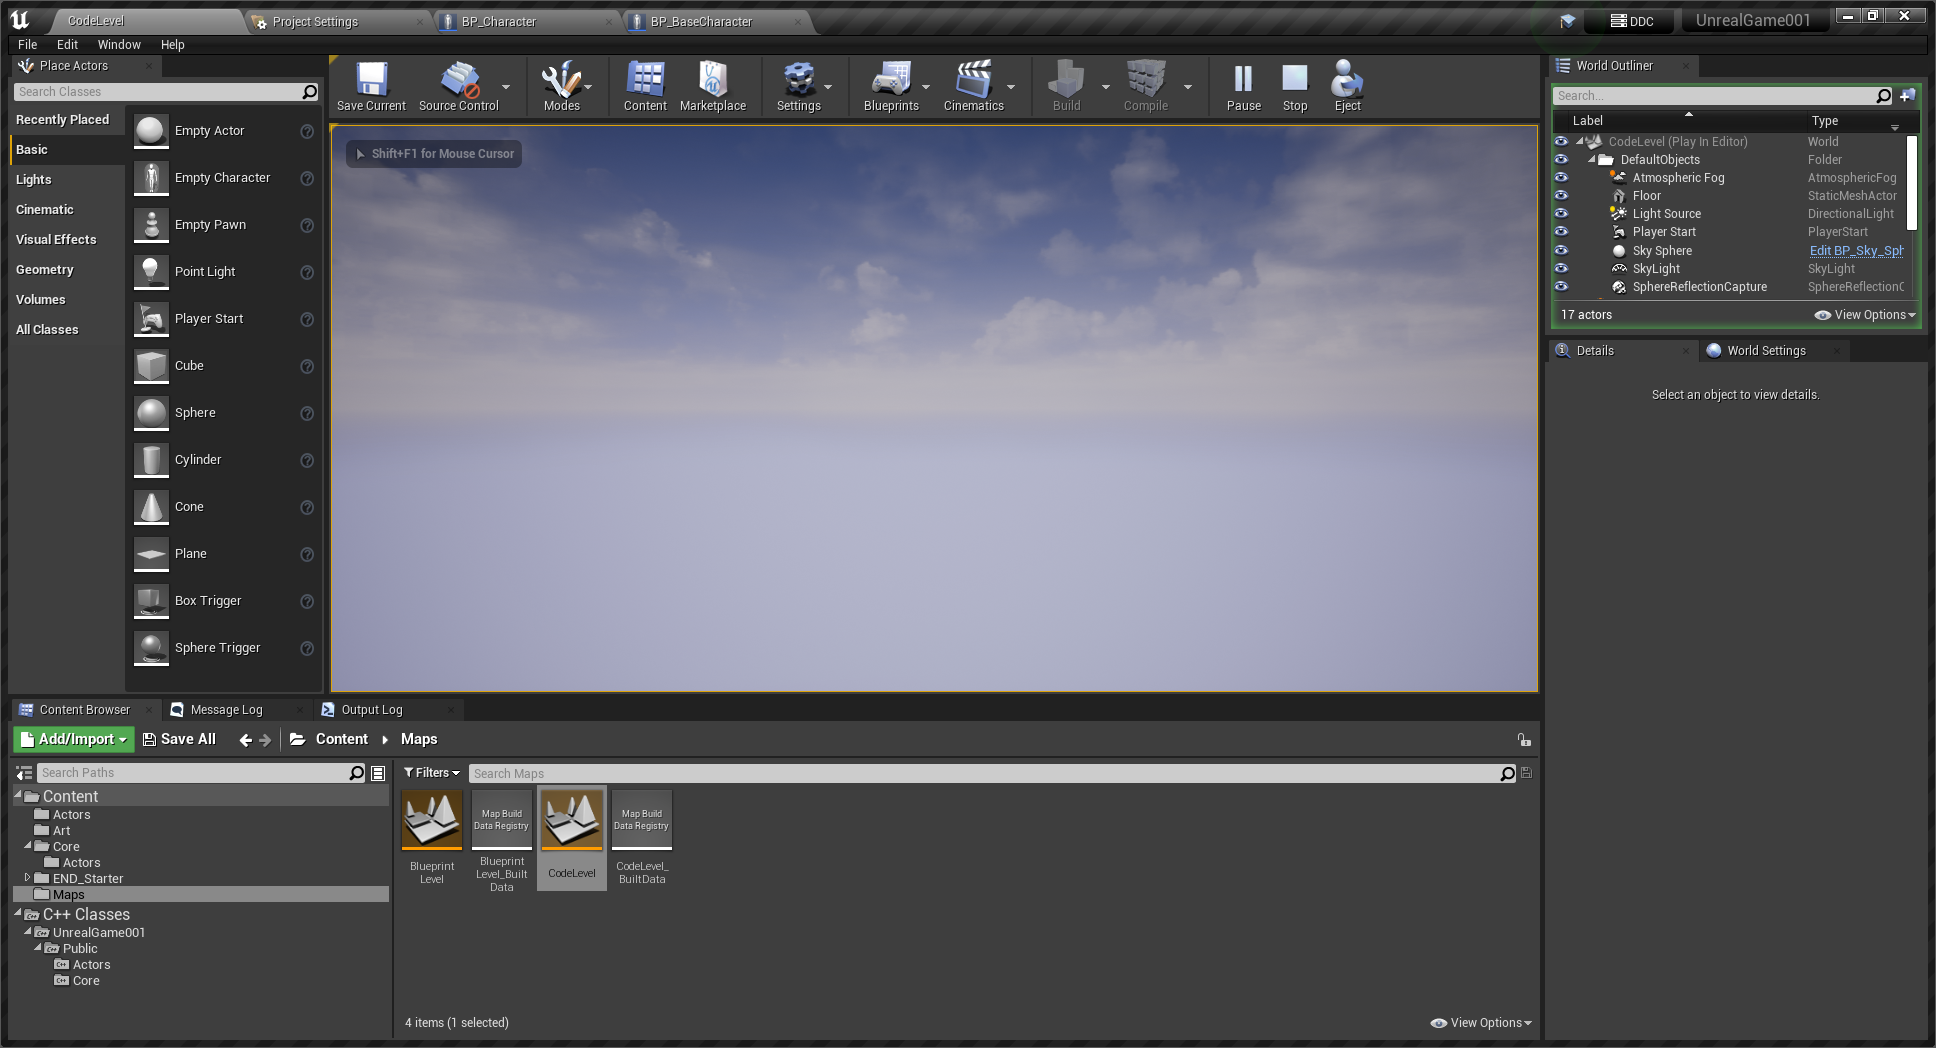 CodeLevel
Project Settings
BP_Character
BP_BaseCharacter
DDC
UnrealGame001
File Edit Window Help
Place Actors
Search Classes
Recently Placed
Basic
Lights
Cinematic
Visual Effects
Geometry
Volumes
All Classes
Empty Actor
Empty Character
Empty Pawn
Point Light
Player Start
Cube
Sphere
Cylinder
Cone
Plane
Box Trigger
Sphere Trigger
Save Current
Source Control
Modes
Content
Marketplace
Settings
Blueprints
Cinematics
Build
Compile
Pause
Stop
Eject
Shift+F1 for Mouse Cursor
World Outliner
Search...
Label Type
CodeLevel (Play In Editor) World
DefaultObjects Folder
Atmospheric Fog AtmosphericFog
Floor StaticMeshActor
Light Source DirectionalLight
Player Start PlayerStart
Sky Sphere Edit BP_Sky_Sph
SkyLight SkyLight
SphereReflectionCapture SphereReflectionC
17 actors View Options
Details
World Settings
Select an object to view details.
Content Browser
Message Log
Output Log
Add/Import Save All Content Maps
Search Paths
Content
Actors
Art
Core
Actors
END_Starter
Maps
C++ Classes
UnrealGame001
Public
Actors
Core
Filters Search Maps
Blueprint
Level
Map Build
Data Registry
Blueprint
Level_Built
Data
CodeLevel
Map Build
Data Registry
CodeLevel_
BuiltData
4 items (1 selected) View Options